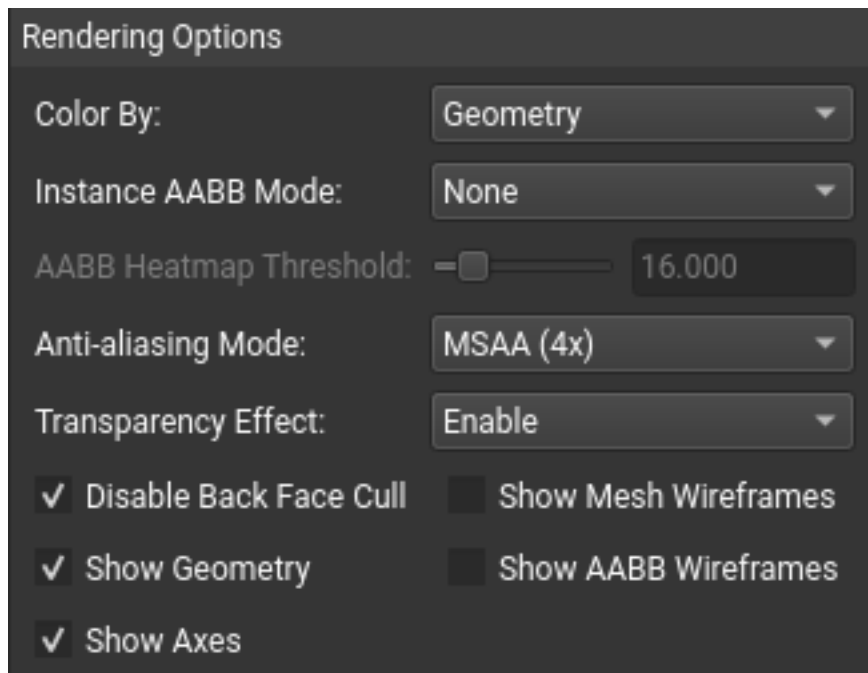 Rendering Options
Color By: Geometry
Instance AABB Mode: None
AABB Heatmap Threshold: 16.000
Anti-aliasing Mode: MSAA (4x)
Transparency Effect: Enable
Disable Back Face Cull Show Mesh Wireframes
Show Geometry Show AABB Wireframes
Show Axes